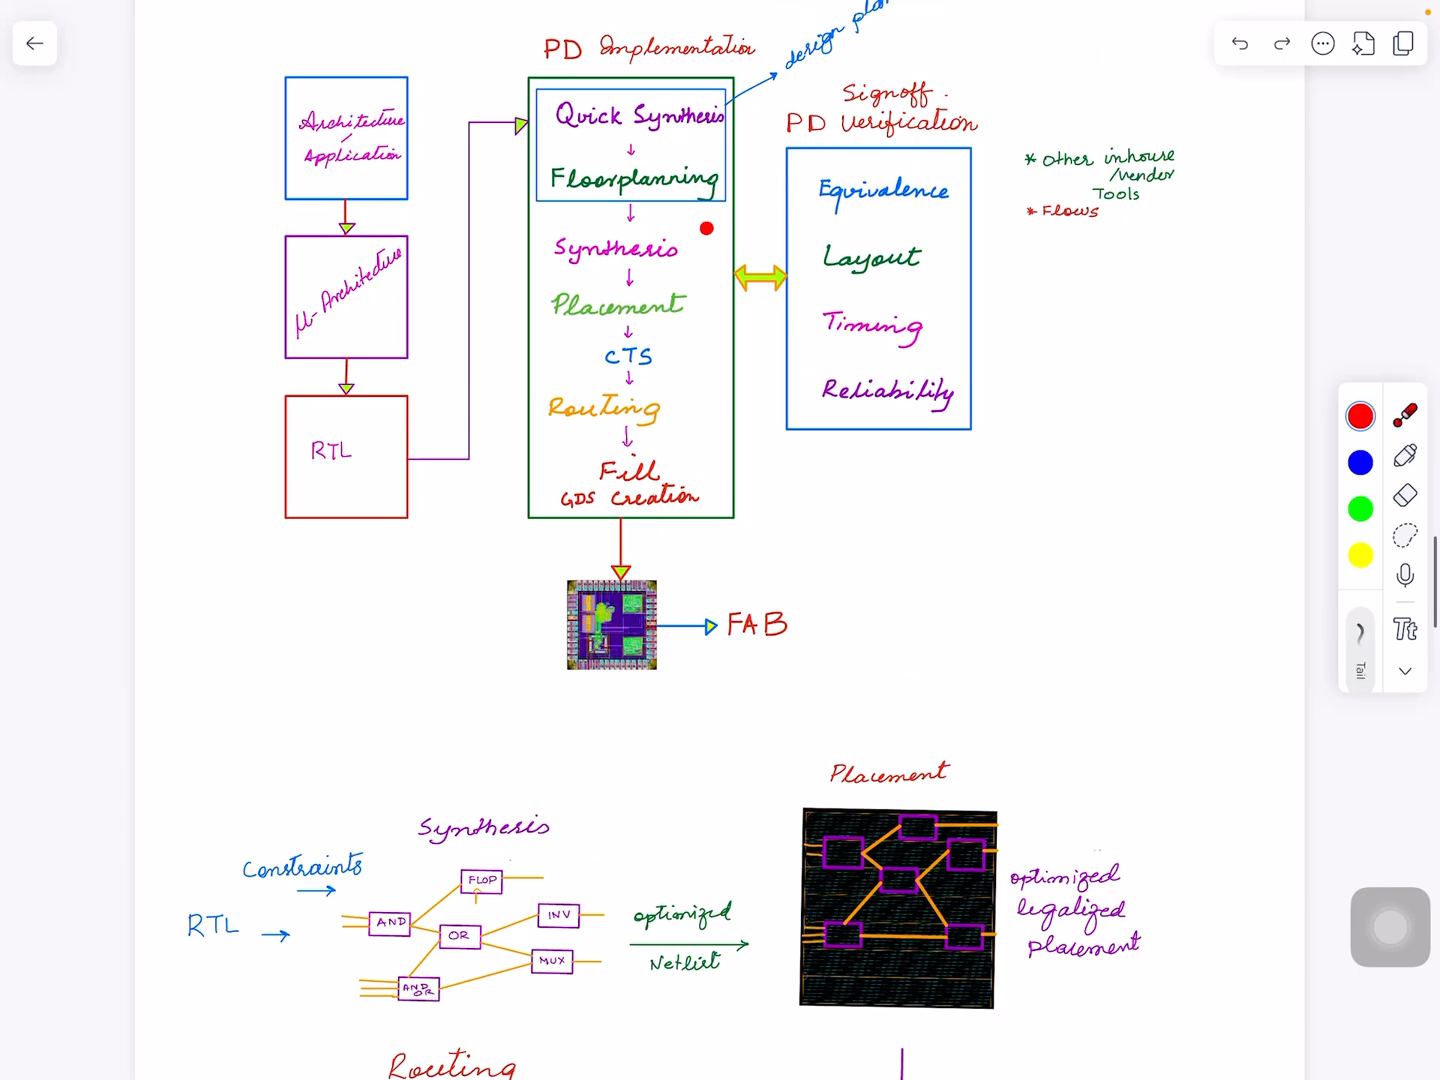 PD Implementation
design plan
Architecture
/
Application
Quick Synthesis
Floorplanning
Synthesis
Placement
CTS
Routing
Fill
GDS Creation
Signoff.
PD Verification
Equivalence
Layout
Timing
Reliability
* Other inhouse
/vendor
Tools
* Flows
μ-Architecture
RTL
FAB
Synthesis
Constraints
RTL
FLOP
AND
OR
INV
MUX
AND
OR
optimized
Netlist
Placement
optimized
legalized
placement
Routing
Tt
Tail